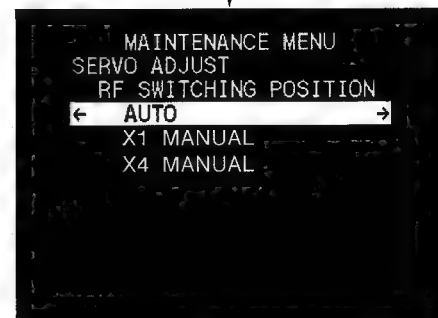 MAINTENANCE MENU
SERVO ADJUST
RF SWITCHING POSITION
← AUTO →
X1 MANUAL
X4 MANUAL